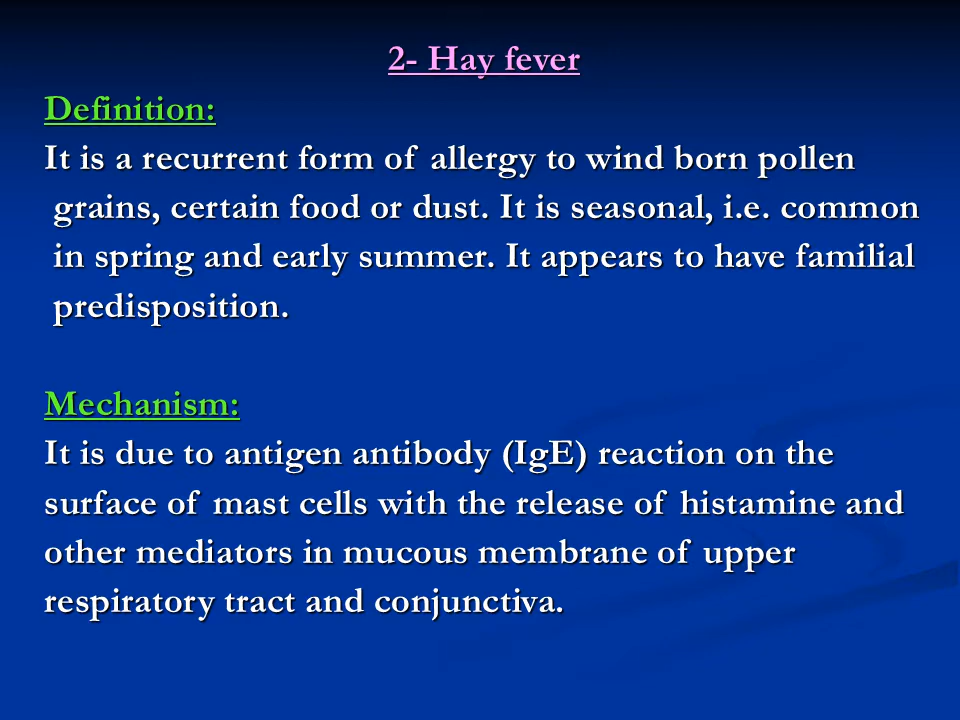 2- Hay fever
Definition:
It is a recurrent form of allergy to wind born pollen
grains, certain food or dust. It is seasonal, i.e. common
in spring and early summer. It appears to have familial
predisposition.
Mechanism:
It is due to antigen antibody (IgE) reaction on the
surface of mast cells with the release of histamine and
other mediators in mucous membrane of upper
respiratory tract and conjunctiva.